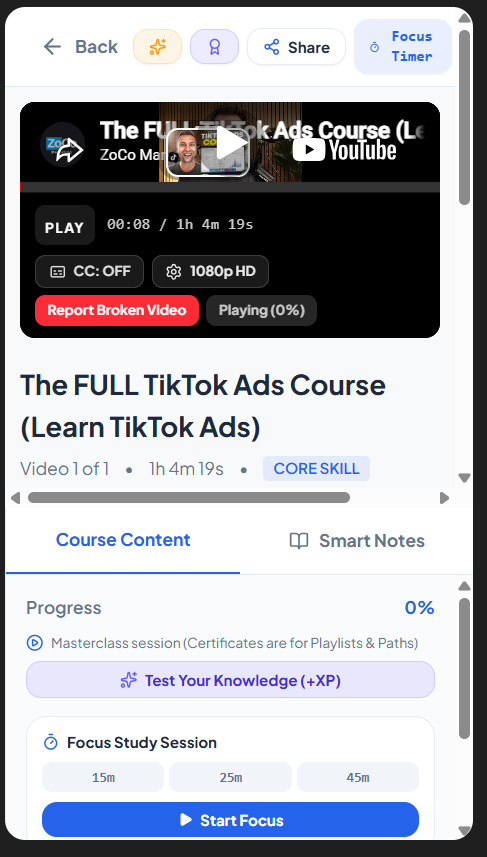 Back
Share
Focus
Timer
The FULL TikTok Ads Course (Le
ZoCo Mar
YouTube
PLAY
00:08 / 1h 4m 19s
CC: OFF
1080p HD
Report Broken Video
Playing (0%)
The FULL TikTok Ads Course
(Learn TikTok Ads)
Video 1 of 1 • 1h 4m 19s • CORE SKILL
Course Content
Smart Notes
Progress
0%
Masterclass session (Certificates are for Playlists & Paths)
Test Your Knowledge (+XP)
Focus Study Session
15m
25m
45m
Start Focus